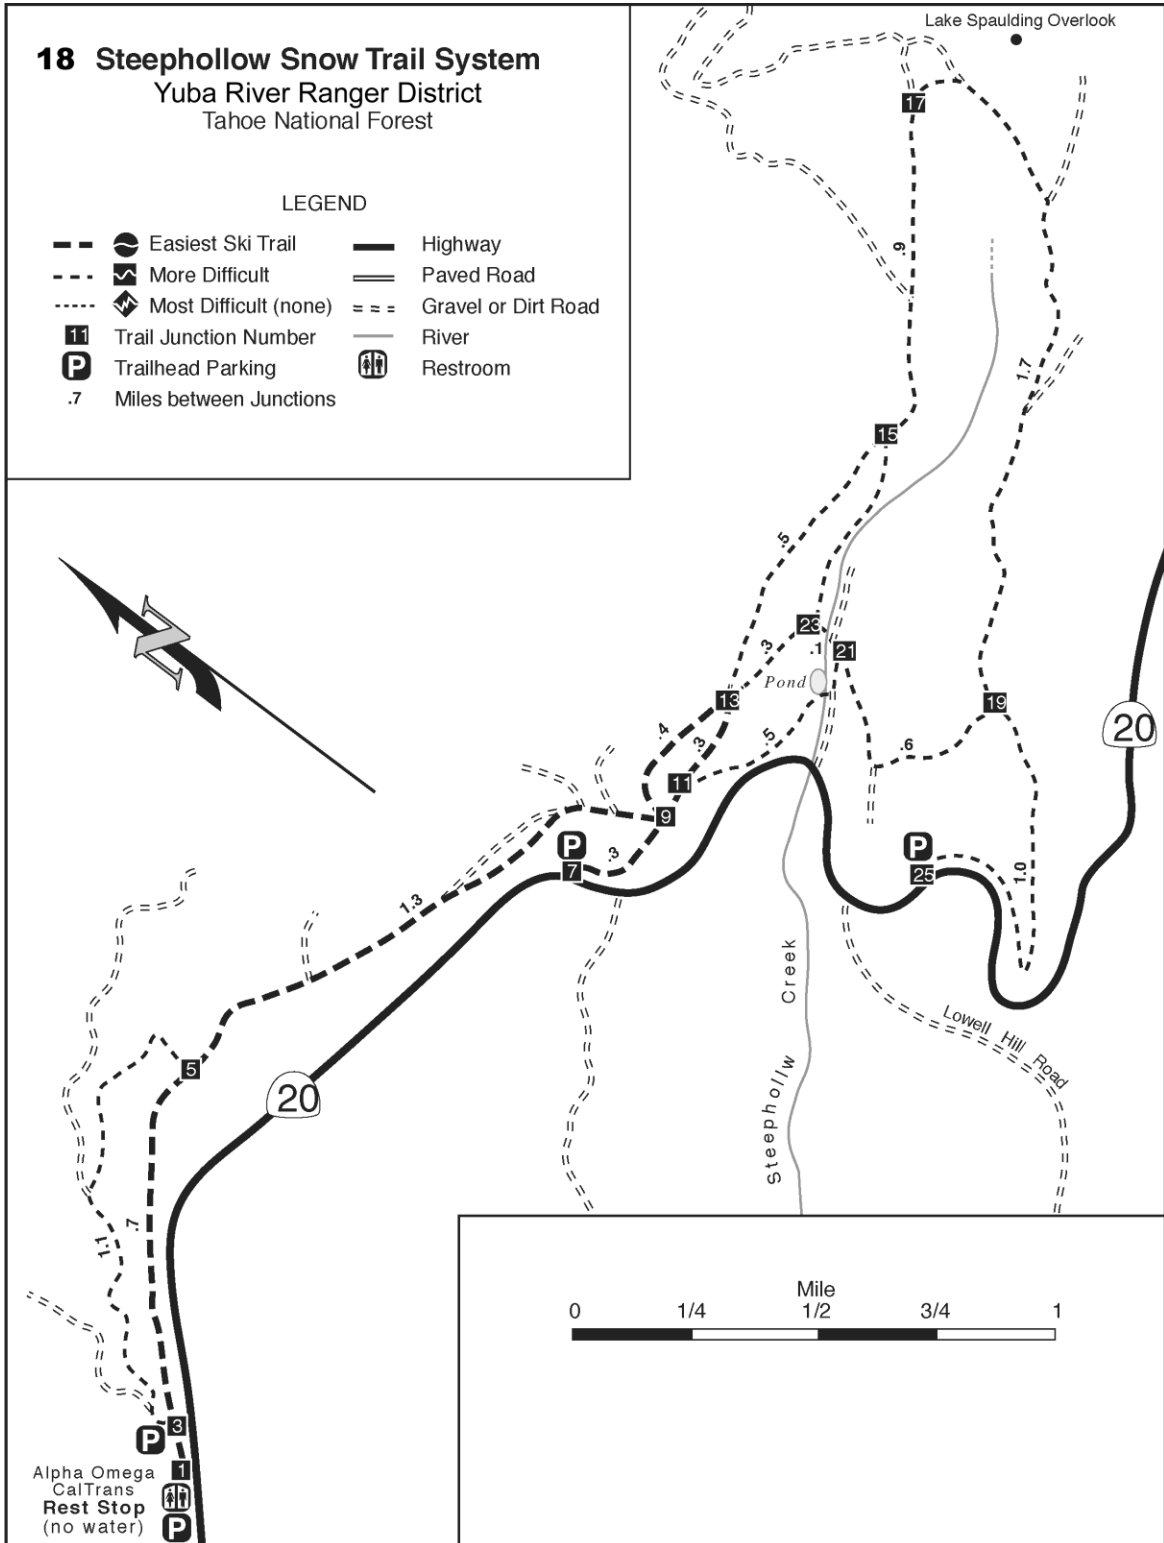 18 Steephollow Snow Trail System
Yuba River Ranger District
Tahoe National Forest
LEGEND
Easiest Ski Trail
More Difficult
Most Difficult (none)
11 Trail Junction Number
P Trailhead Parking
.7 Miles between Junctions
Highway
Paved Road
Gravel or Dirt Road
River
Restroom
Lake Spaulding Overlook
17
.9
1.7
15
.5
23
.3
.1
21
Pond
13
19
20
.4
.3
.5
.6
11
9
P
7
.3
P
25
1.0
1.3
Lowell Hill Road
Steephollw Creek
5
20
.7
1.1
N
3
P
1
Alpha Omega
CalTrans
Rest Stop
(no water)
P
Mile
0 1/4 1/2 3/4 1